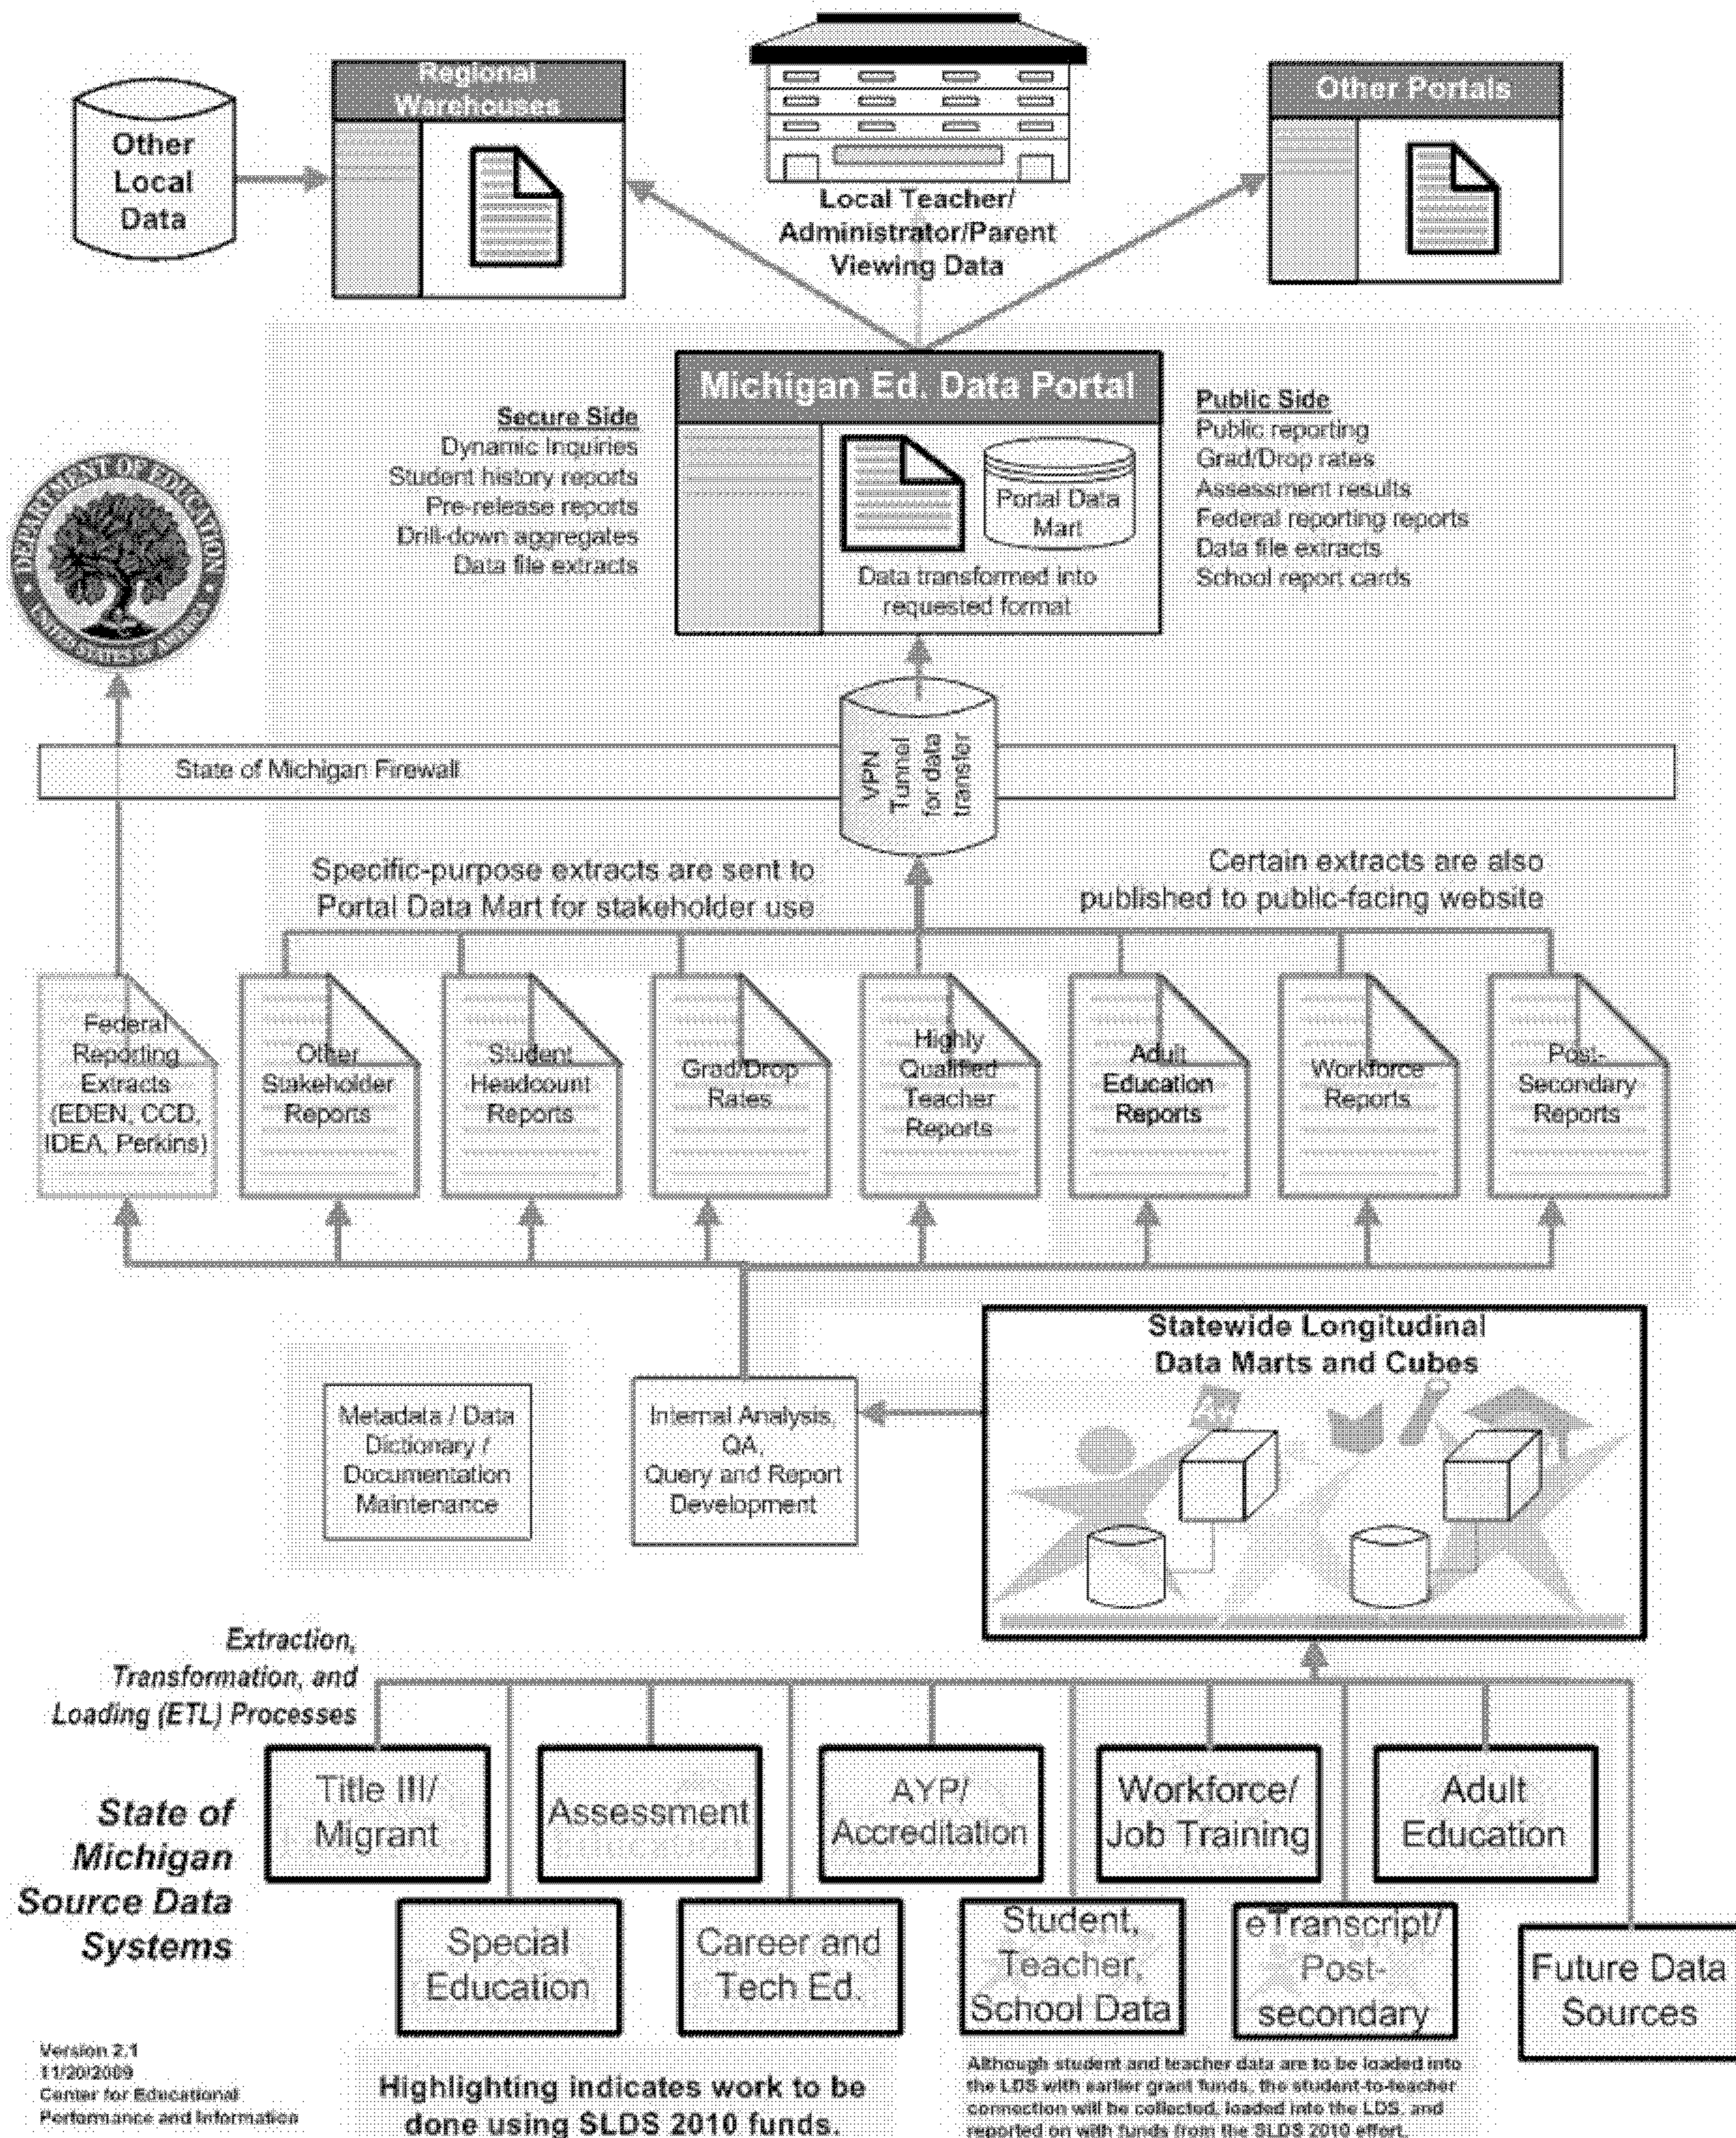 Other
Local
Data
Regional
Warehouses
Local Teacher/
Administrator/Parent
Viewing Data
Other Portals
Michigan Ed. Data Portal
Portal Data
Mart
Data transformed into
requested format
Secure Side
Dynamic Inquiries
Student history reports
Pre-release reports
Drill-down aggregates
Data file extracts
Public Side
Public reporting
Grad/Drop rates
Assessment results
Federal reporting reports
Data file extracts
School report cards
DEPARTMENT OF EDUCATION
UNITED STATES OF AMERICA
State of Michigan Firewall
VPN
Tunnel
for data
transfer
Specific-purpose extracts are sent to
Portal Data Mart for stakeholder use
Certain extracts are also
published to public-facing website
Federal
Reporting
Extracts
(EDEN, CCD,
IDEA, Perkins)
Other
Stakeholder
Reports
Student
Headcount
Reports
Grad/Drop
Rates
Highly
Qualified
Teacher
Reports
Adult
Education
Reports
Workforce
Reports
Post-
Secondary
Reports
Metadata / Data
Dictionary /
Documentation
Maintenance
Internal Analysis,
QA,
Query and Report
Development
Statewide Longitudinal
Data Marts and Cubes
Extraction,
Transformation, and
Loading (ETL) Processes
State of
Michigan
Source Data
Systems
Title III/
Migrant
Assessment
AYP/
Accreditation
Workforce/
Job Training
Adult
Education
Special
Education
Career and
Tech Ed.
Student,
Teacher,
School Data
eTranscript/
Post-
secondary
Future Data
Sources
Version 2.1
11/20/2009
Center for Educational
Performance and Information
Highlighting indicates work to be
done using SLDS 2010 funds.
Although student and teacher data are to be loaded into
the LDS with earlier grant funds, the student-to-teacher
connection will be collected, loaded into the LDS, and
reported on with funds from the SLDS 2010 effort.